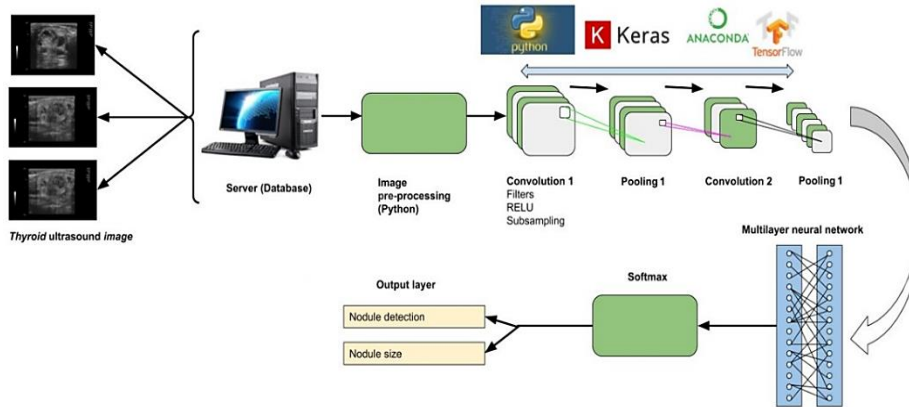 python
K Keras
ANACONDA
TensorFlow
Thyroid ultrasound image
Server (Database)
Image
pre-processing
(Python)
Convolution 1
Filters
RELU
Subsampling
Pooling 1
Convolution 2
Pooling 1
Multilayer neural network
Softmax
Output layer
Nodule detection
Nodule size